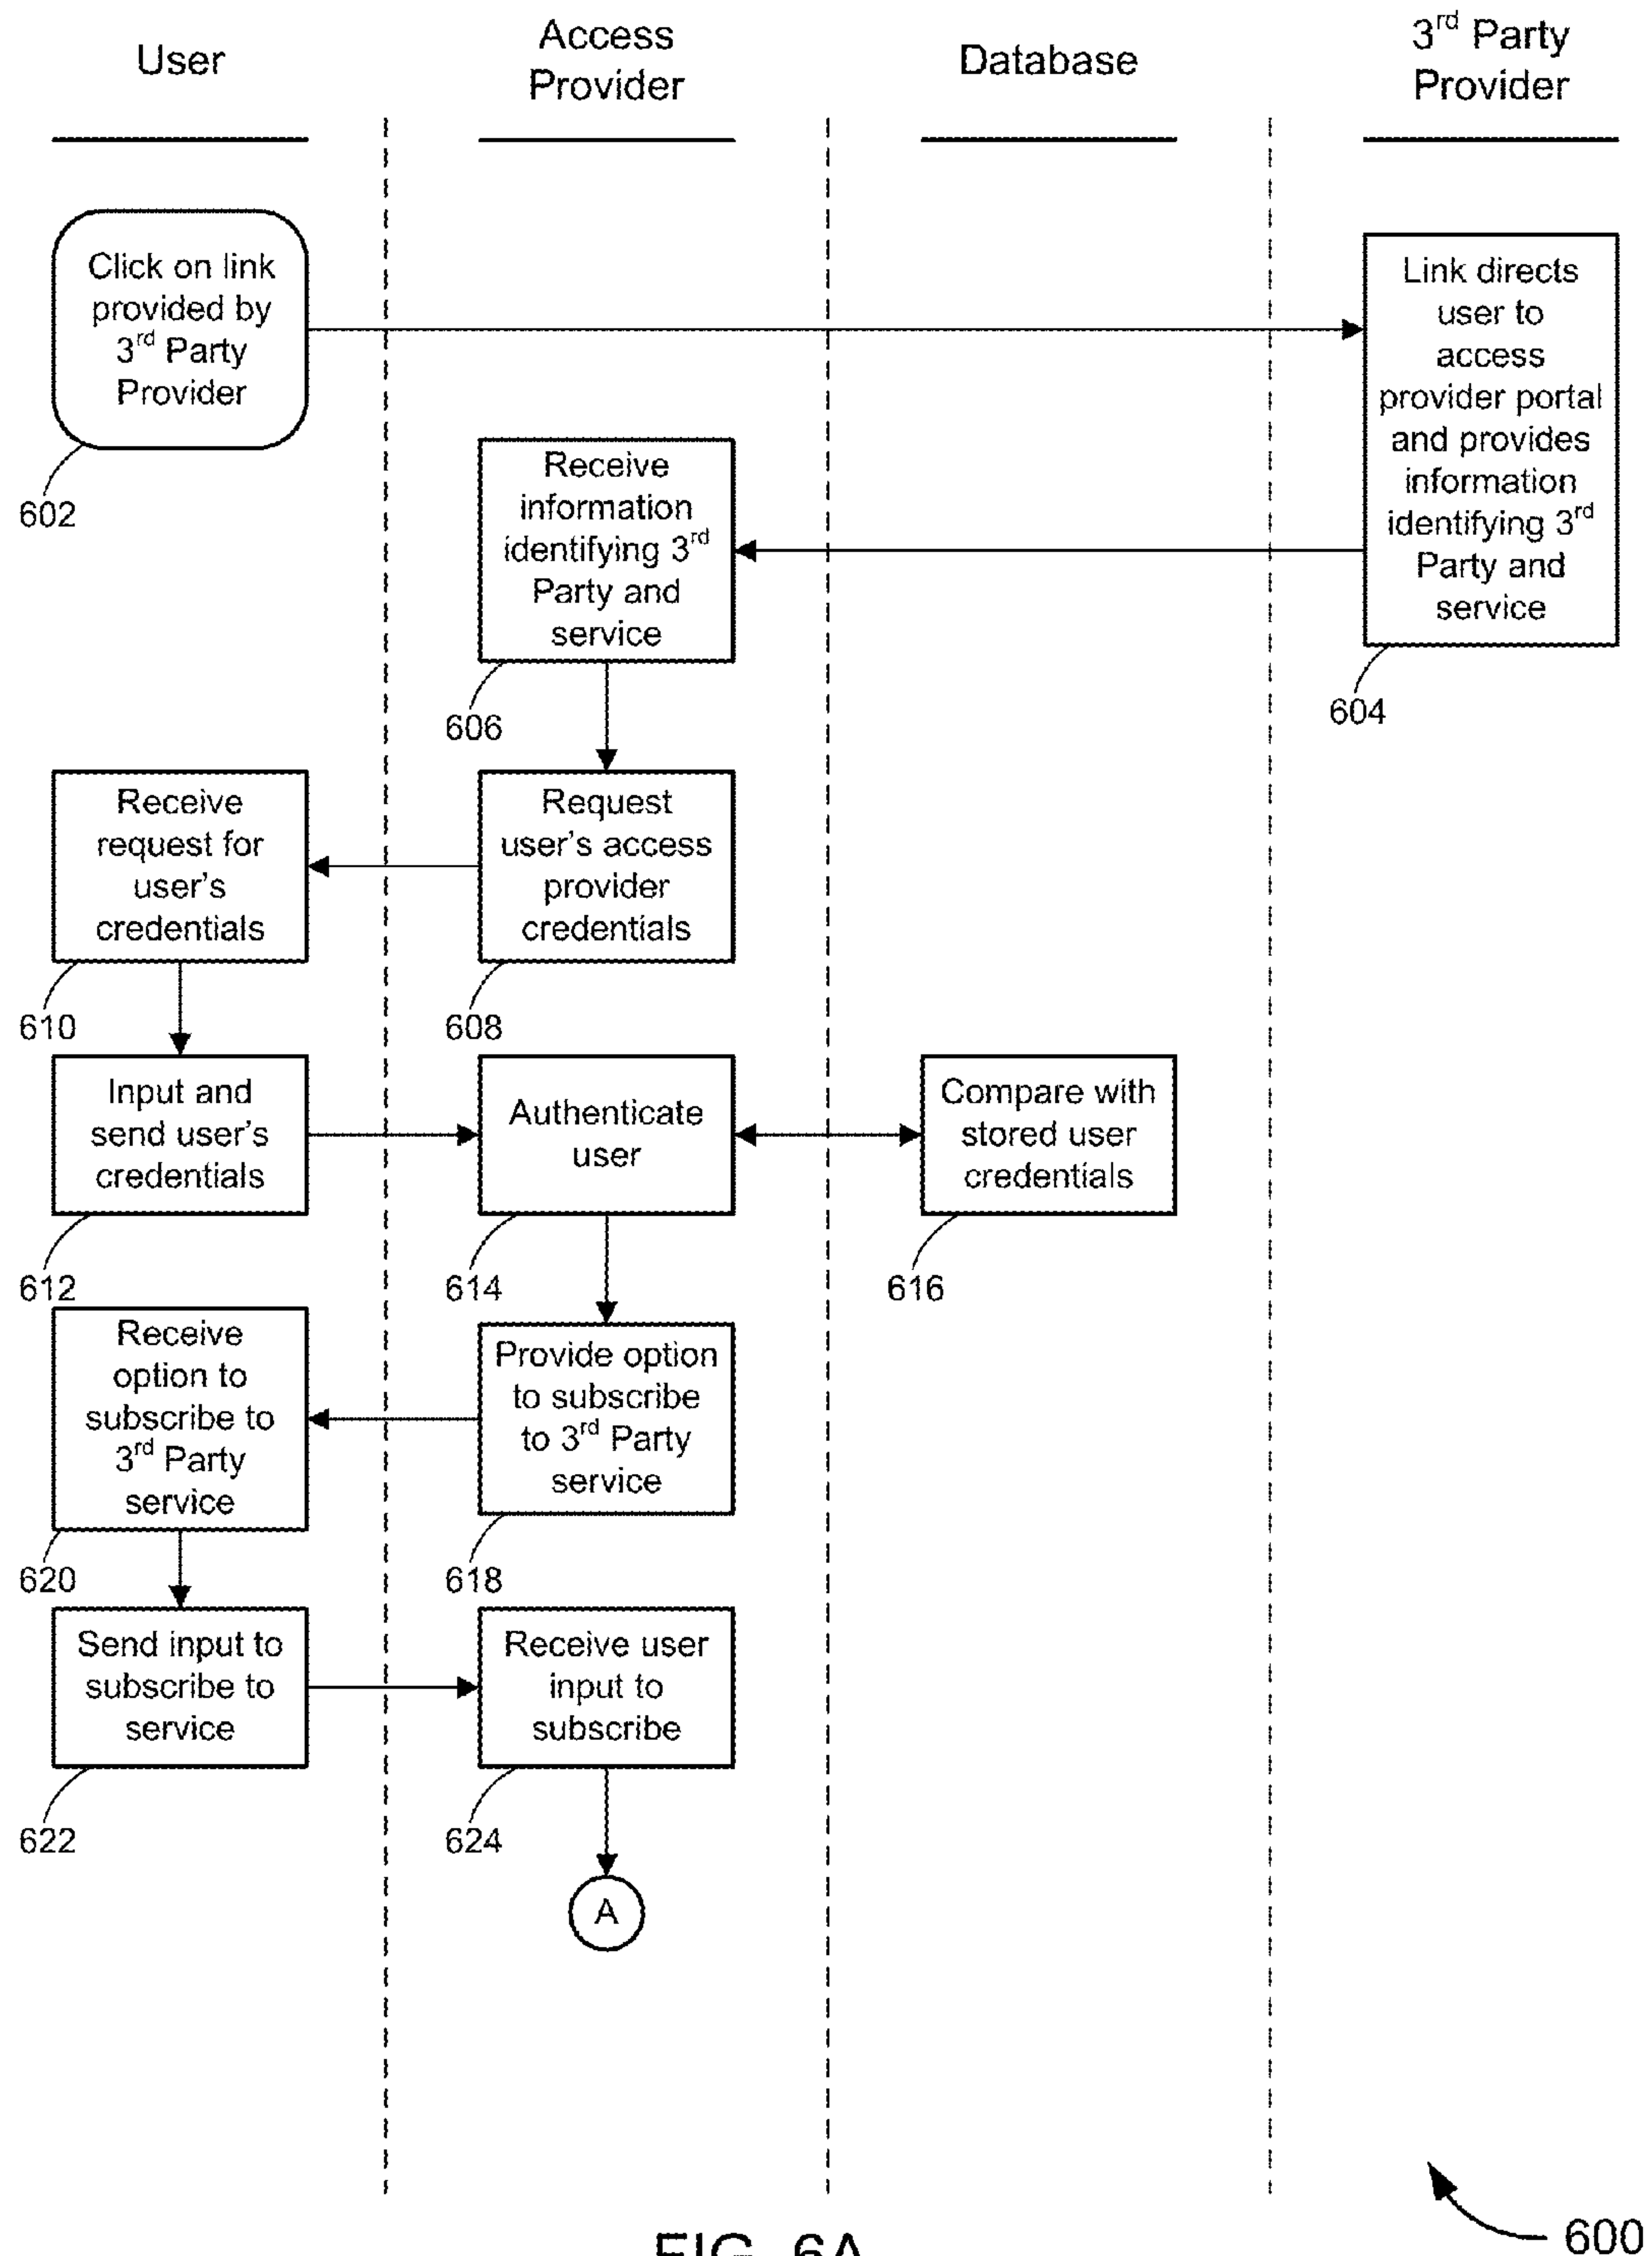 User
Access
Provider
Database
3rd Party
Provider
Click on link
provided by
3rd Party
Provider
602
Link directs
user to
access
provider portal
and provides
information
identifying 3rd
Party and
service
604
Receive
information
identifying 3rd
Party and
service
606
Receive
request for
user's
credentials
610
Request
user's access
provider
credentials
608
Input and
send user's
credentials
612
Authenticate
user
614
Compare with
stored user
credentials
616
Receive
option to
subscribe to
3rd Party
service
620
Provide option
to subscribe
to 3rd Party
service
618
Send input to
subscribe to
service
622
Receive user
input to
subscribe
624
A
600
FIG. 6A